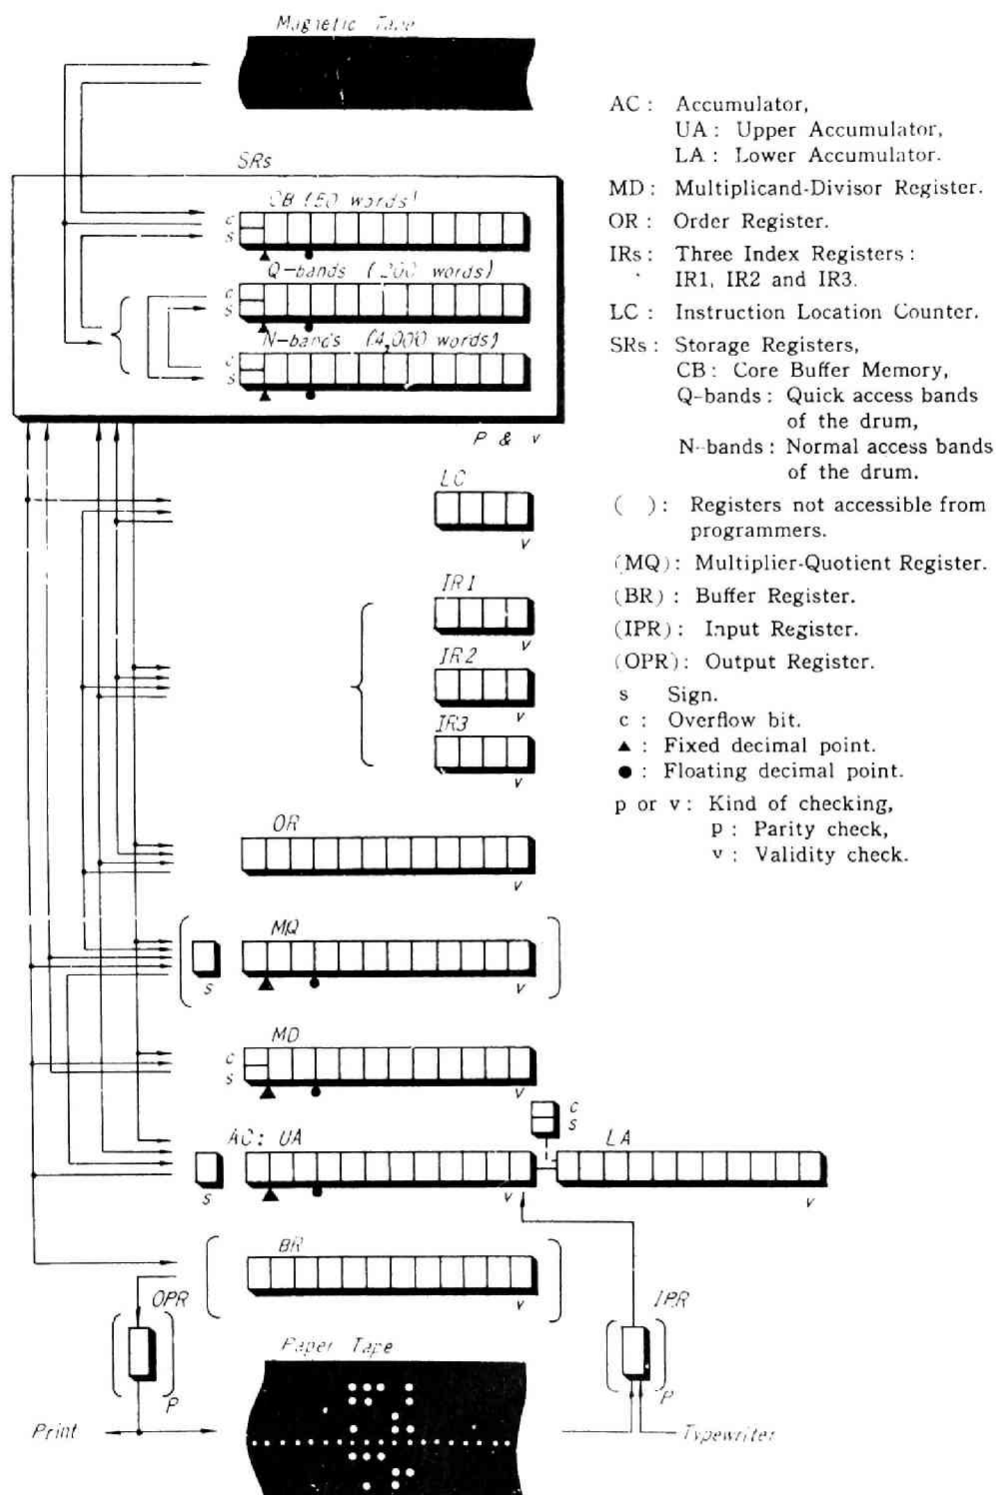 Magnetic Tape
SRs
CB (50 words)
c
s
Q-bands (200 words)
c
s
N-bands (4,000 words)
c
s
P & v
LC
v
IR1
v
IR2
v
IR3
v
OR
v
MQ
s
v
MD
c
s
v
c
s
AC: UA
LA
s
v
v
BR
v
OPR
P
IPR
P
Paper Tape
Print
Typewriter
AC: Accumulator,
UA: Upper Accumulator,
LA: Lower Accumulator.
MD: Multiplicand-Divisor Register.
OR: Order Register.
IRs: Three Index Registers:
IR1, IR2 and IR3.
LC: Instruction Location Counter.
SRs: Storage Registers,
CB: Core Buffer Memory,
Q-bands: Quick access bands
of the drum,
N-bands: Normal access bands
of the drum.
( ): Registers not accessible from
programmers.
(MQ): Multiplier-Quotient Register.
(BR): Buffer Register.
(IPR): Input Register.
(OPR): Output Register.
s Sign.
c: Overflow bit.
▲: Fixed decimal point.
●: Floating decimal point.
p or v: Kind of checking,
p: Parity check,
v: Validity check.